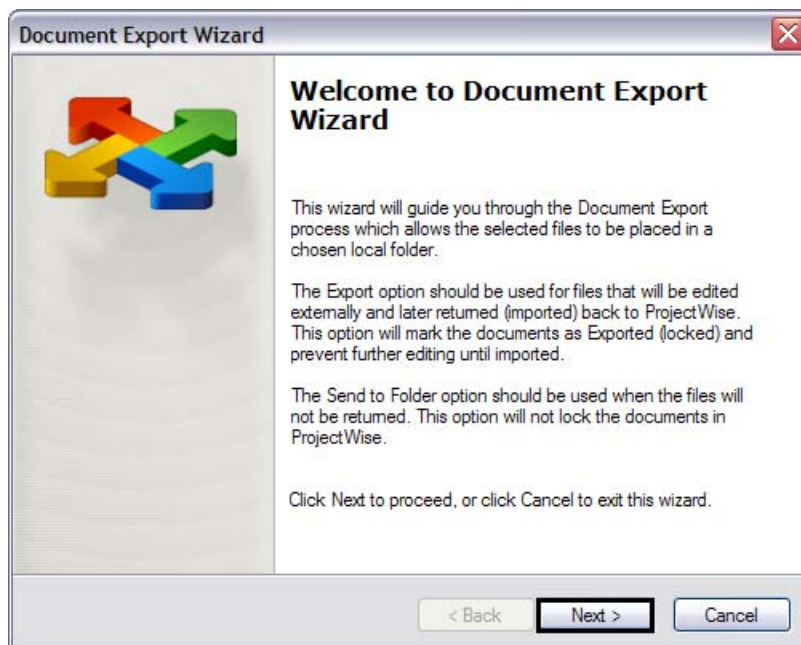 Document Export Wizard
Welcome to Document Export
Wizard
This wizard will guide you through the Document Export
process which allows the selected files to be placed in a
chosen local folder.
The Export option should be used for files that will be edited
externally and later returned (imported) back to ProjectWise.
This option will mark the documents as Exported (locked) and
prevent further editing until imported.
The Send to Folder option should be used when the files will
not be returned. This option will not lock the documents in
ProjectWise.
Click Next to proceed, or click Cancel to exit this wizard.
< Back Next > Cancel